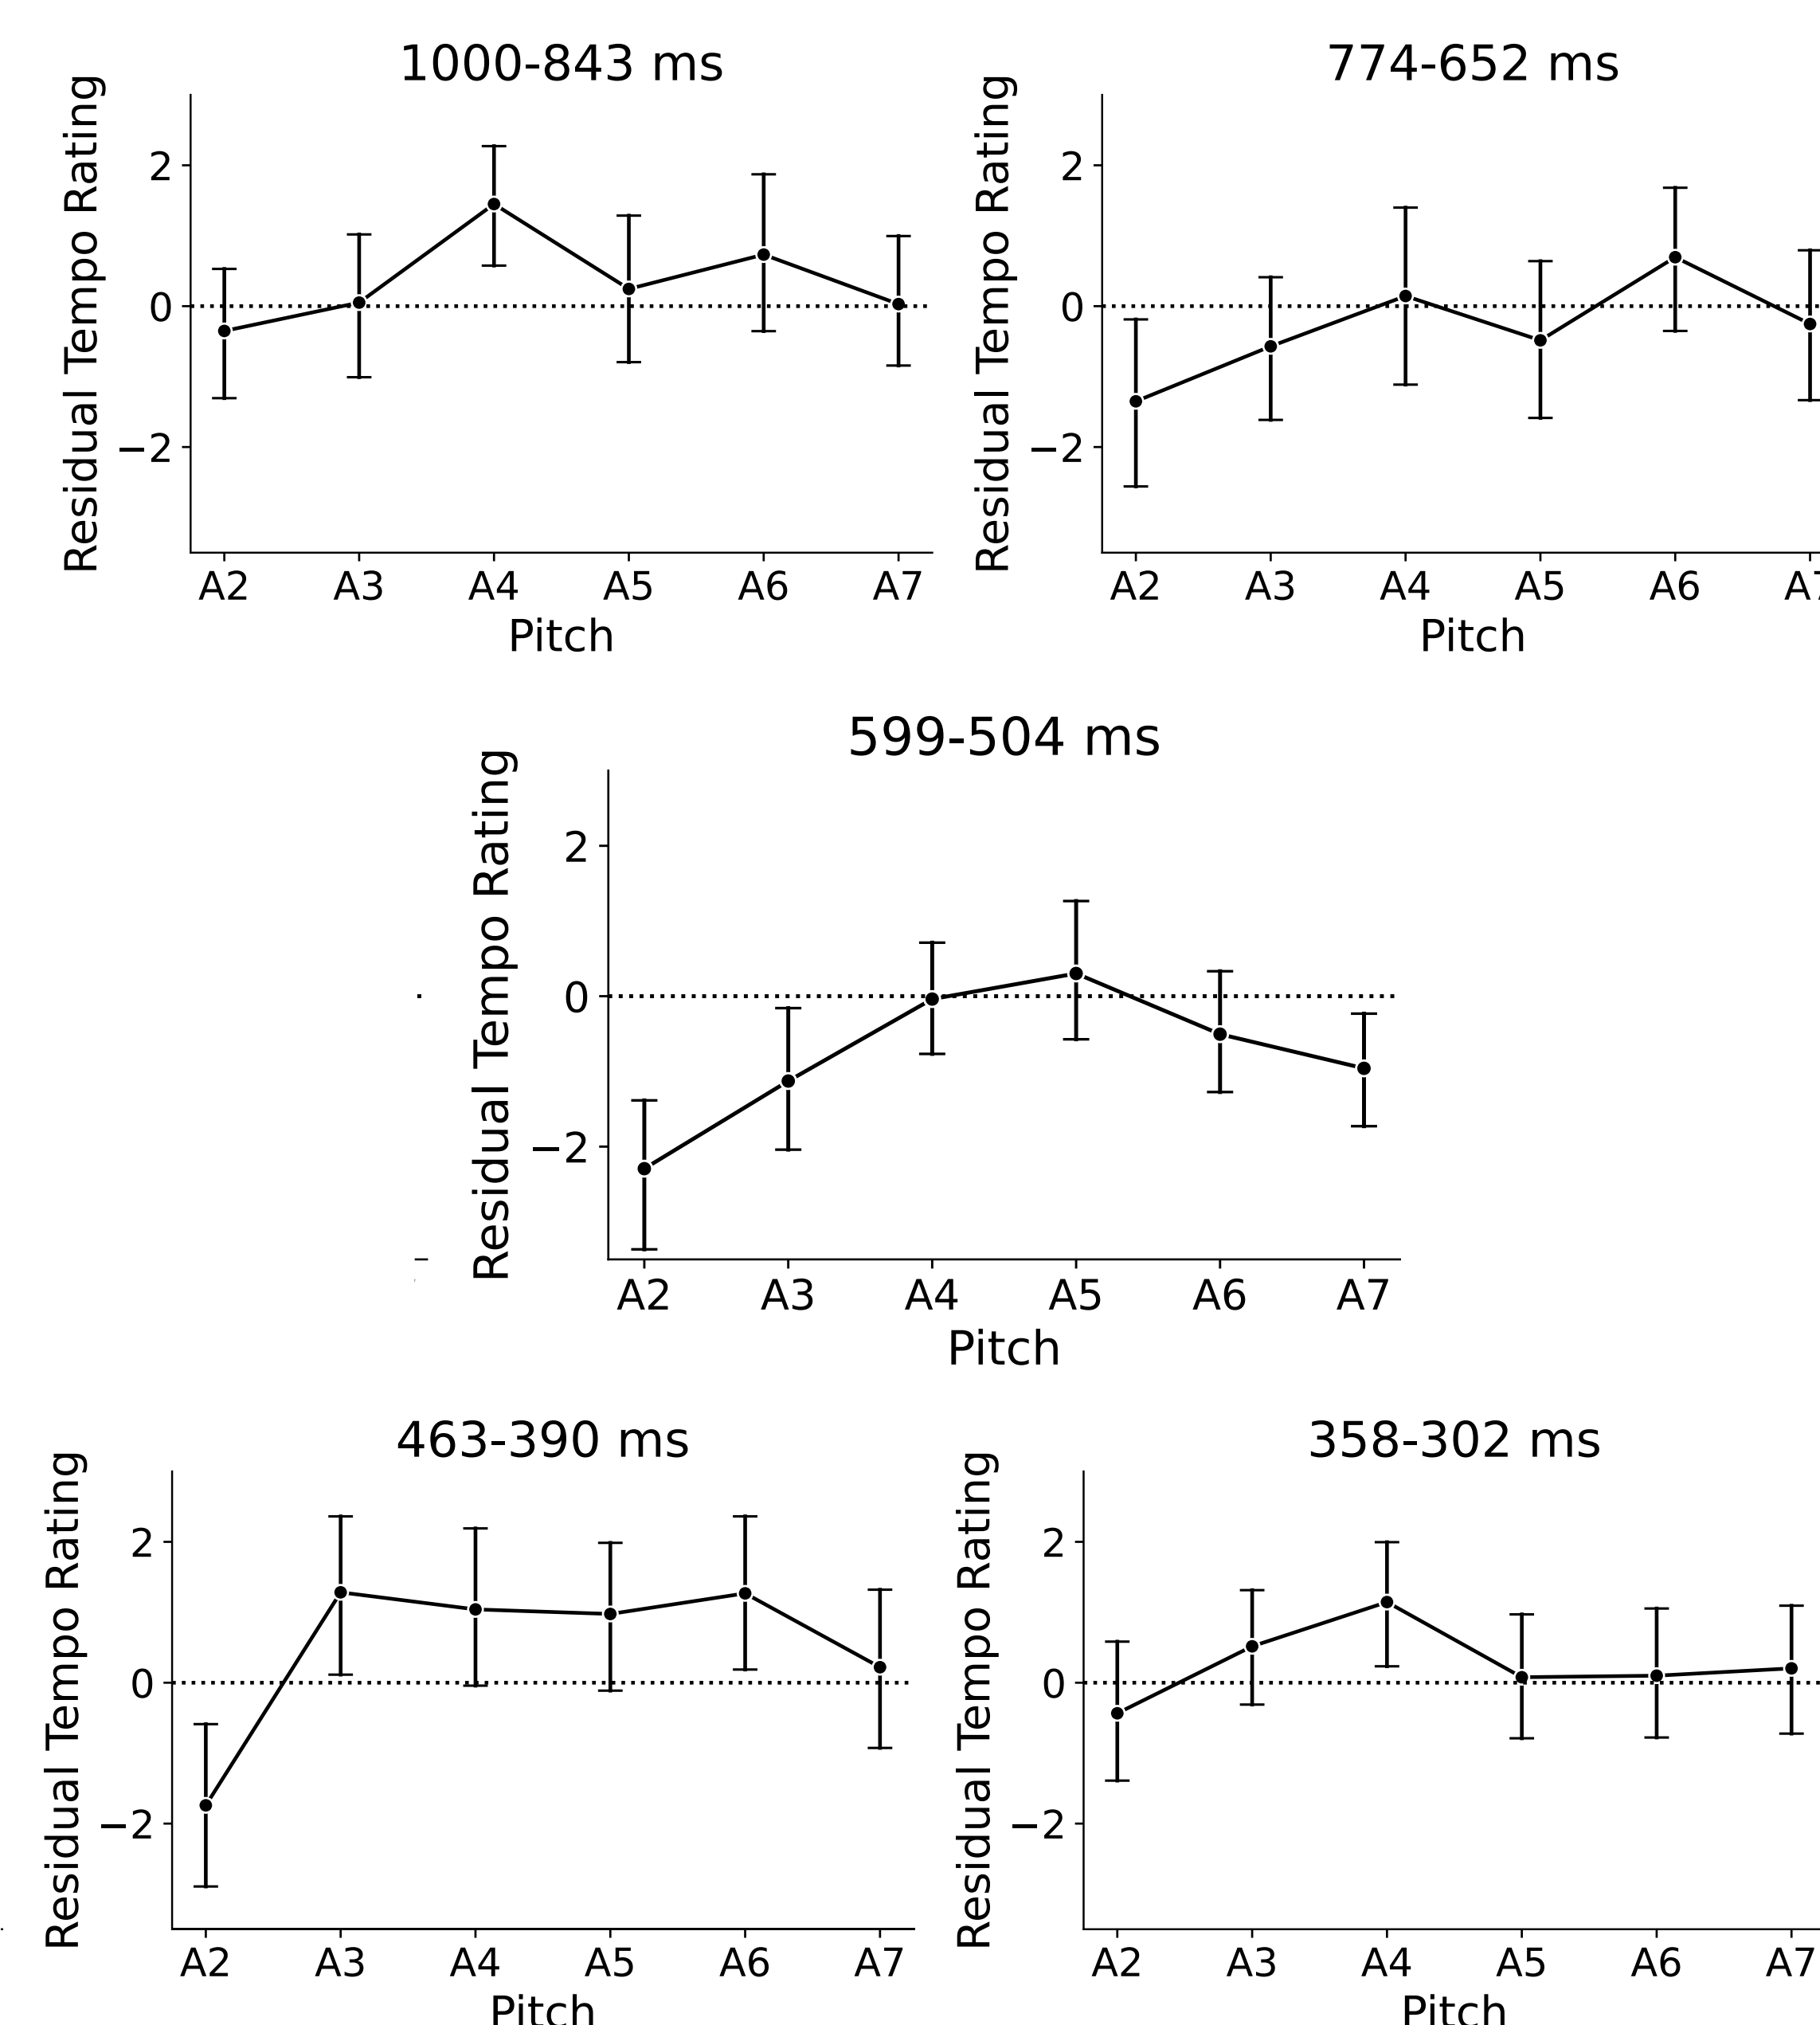 1000-843 ms
Residual Tempo Rating
2
0
−2
A2 A3 A4 A5 A6 A7
Pitch
774-652 ms
Residual Tempo Rating
2
0
−2
A2 A3 A4 A5 A6 A7
Pitch
599-504 ms
Residual Tempo Rating
2
0
−2
A2 A3 A4 A5 A6 A7
Pitch
463-390 ms
Residual Tempo Rating
2
0
−2
A2 A3 A4 A5 A6 A7
Pitch
358-302 ms
Residual Tempo Rating
2
0
−2
A2 A3 A4 A5 A6 A7
Pitch